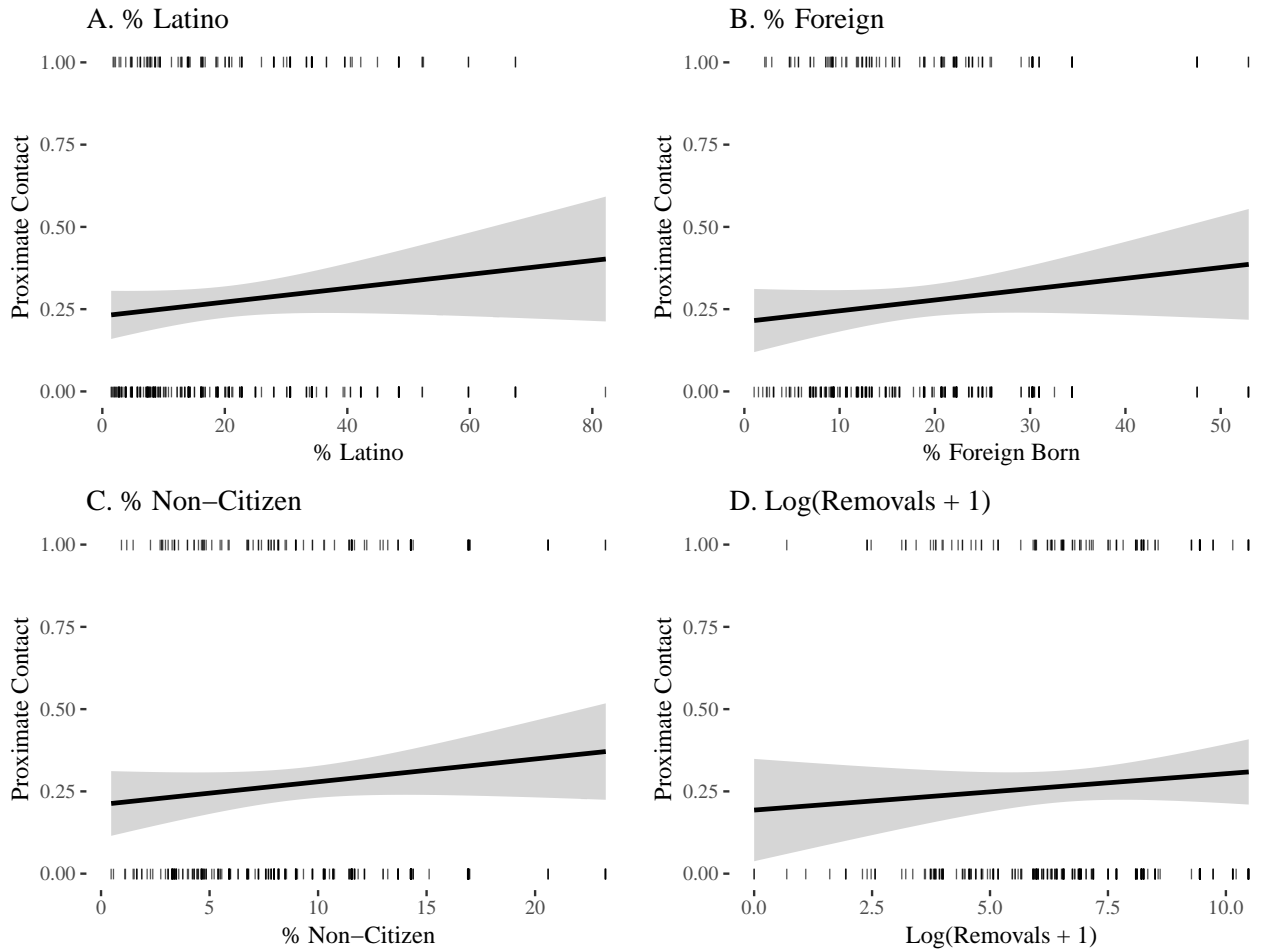 A. % Latino
1.00
0.75
0.50
0.25
0.00
Proximate Contact
0 20 40 60 80
% Latino
B. % Foreign
1.00
0.75
0.50
0.25
0.00
Proximate Contact
0 10 20 30 40 50
% Foreign Born
C. % Non−Citizen
1.00
0.75
0.50
0.25
0.00
Proximate Contact
0 5 10 15 20
% Non−Citizen
D. Log(Removals + 1)
1.00
0.75
0.50
0.25
0.00
Proximate Contact
0.0 2.5 5.0 7.5 10.0
Log(Removals + 1)